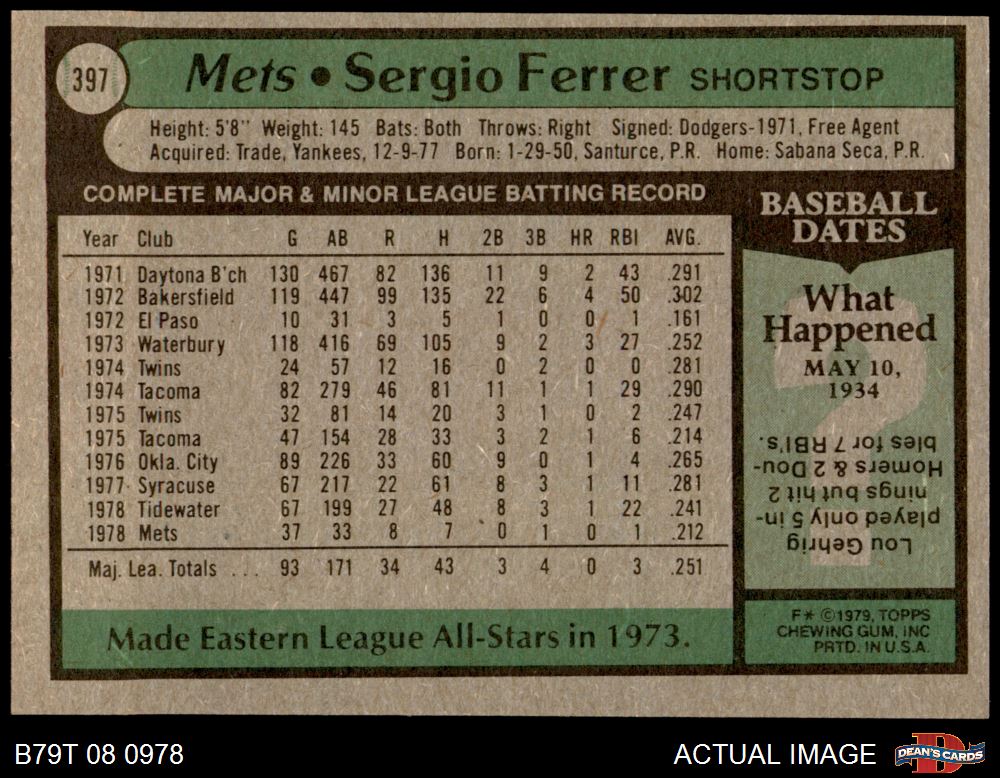 397
Mets • Sergio Ferrer SHORTSTOP
Height: 5'8" Weight: 145 Bats: Both Throws: Right Signed: Dodgers-1971, Free Agent
Acquired: Trade, Yankees, 12-9-77 Born: 1-29-50, Santurce, P.R. Home: Sabana Seca, P.R.
COMPLETE MAJOR & MINOR LEAGUE BATTING RECORD
Year Club G AB R H 2B 3B HR RBI AVG.
1971 Daytona B'ch 130 467 82 136 11 9 2 43 .291
1972 Bakersfield 119 447 99 135 22 6 4 50 .302
1972 El Paso 10 31 3 5 1 0 0 1 .161
1973 Waterbury 118 416 69 105 9 2 3 27 .252
1974 Twins 24 57 12 16 0 2 0 0 .281
1974 Tacoma 82 279 46 81 11 1 1 29 .290
1975 Twins 32 81 14 20 3 1 0 2 .247
1975 Tacoma 47 154 28 33 3 2 1 6 .214
1976 Okla. City 89 226 33 60 9 0 1 4 .265
1977 Syracuse 67 217 22 61 8 3 1 11 .281
1978 Tidewater 67 199 27 48 8 3 1 22 .241
1978 Mets 37 33 8 7 0 1 0 1 .212
Maj. Lea. Totals ... 93 171 34 43 3 4 0 3 .251
Made Eastern League All-Stars in 1973.
BASEBALL
DATES
What
Happened
MAY 10,
1934
Lou Gehrig
played only 5 in-
nings but hit 2
Homers & 2 Dou-
bles for 7 RBI's.
F* ©1979, TOPPS
CHEWING GUM, INC
PRTD. IN U.S.A.
B79T 08 0978
ACTUAL IMAGE
DEAN'S CARDS